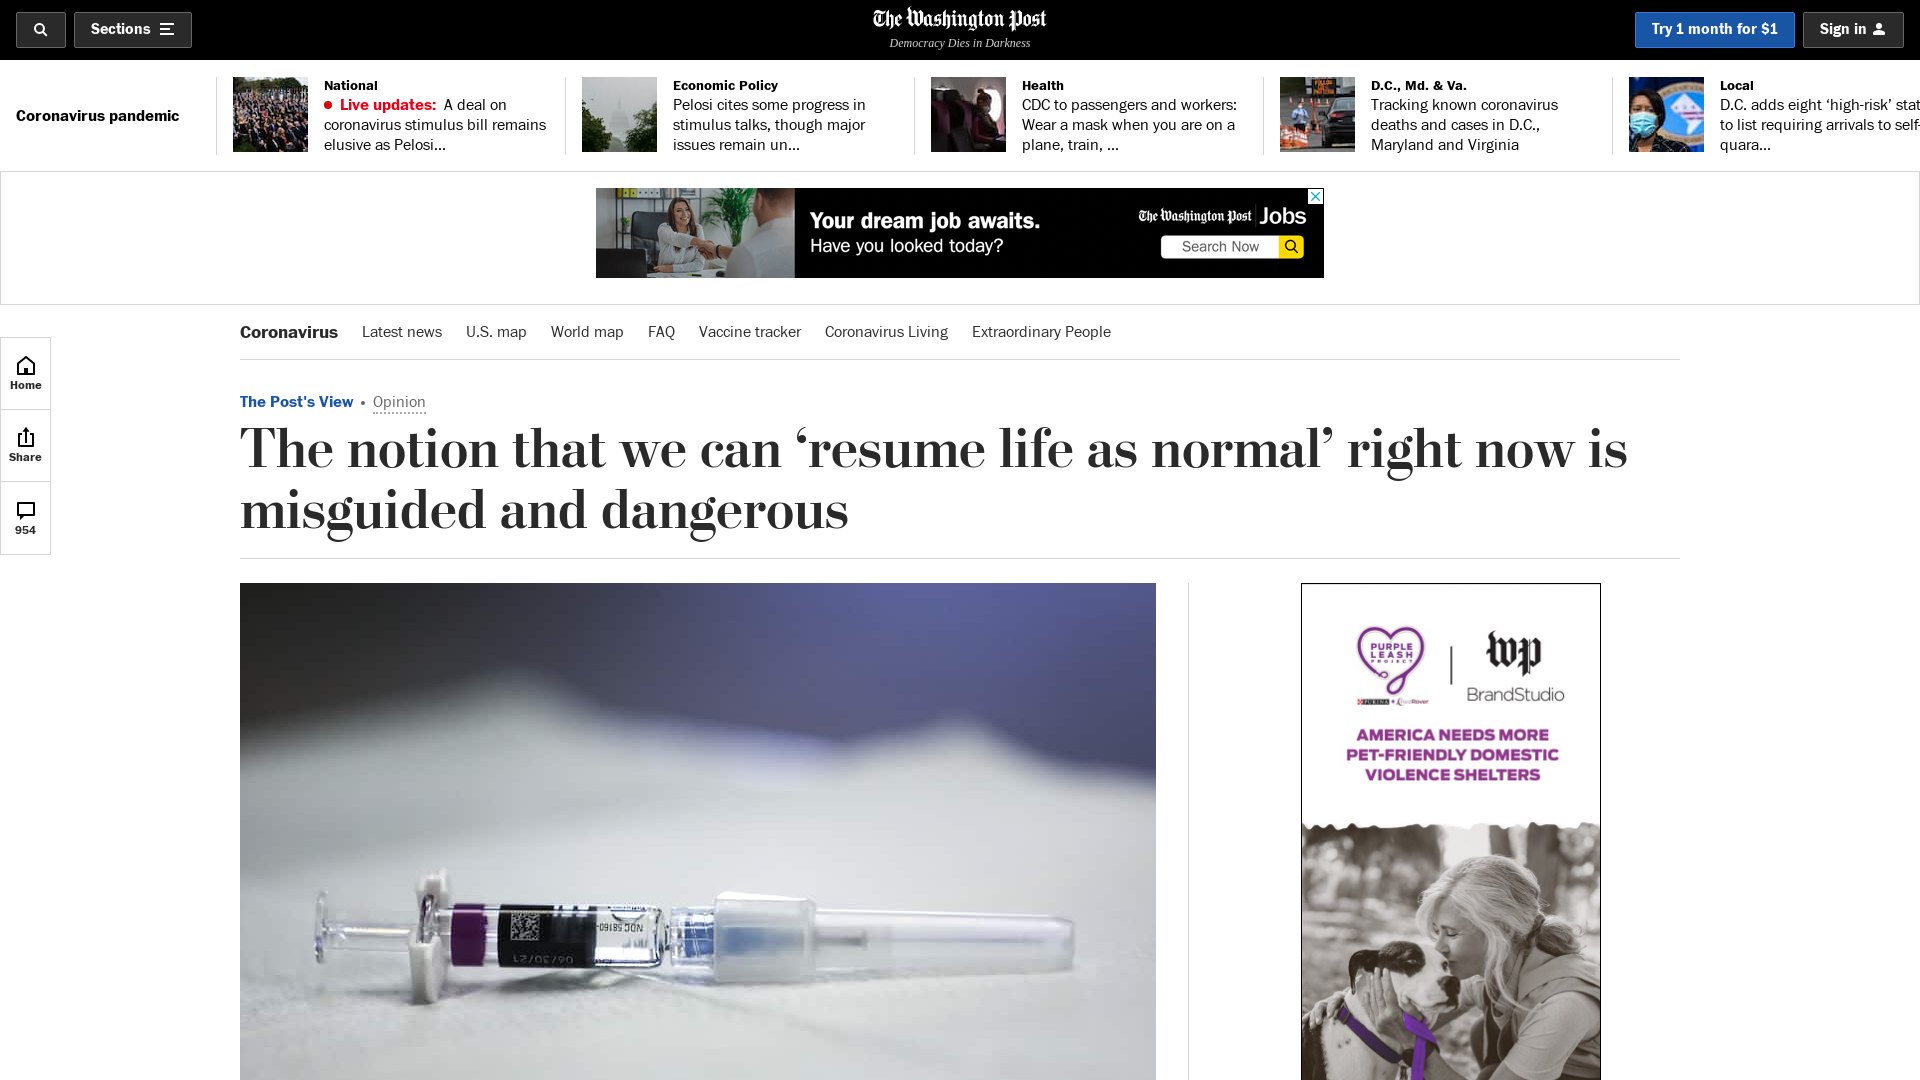 Sections
The Washington Post
Democracy Dies in Darkness
Try 1 month for $1
Sign in
Coronavirus pandemic
National
Live updates: A deal on
coronavirus stimulus bill remains
elusive as Pelosi...
Economic Policy
Pelosi cites some progress in
stimulus talks, though major
issues remain un...
Health
CDC to passengers and workers:
Wear a mask when you are on a
plane, train, ...
D.C., Md. & Va.
Tracking known coronavirus
deaths and cases in D.C.,
Maryland and Virginia
Local
D.C. adds eight ‘high-risk’ stat
to list requiring arrivals to self-
quara...
Your dream job awaits.
Have you looked today?
The Washington Post Jobs
Search Now
Coronavirus Latest news U.S. map World map FAQ Vaccine tracker Coronavirus Living Extraordinary People
Home
Share
954
The Post's View • Opinion
The notion that we can ‘resume life as normal’ right now is
misguided and dangerous
NDC 58160-
06/30/21
PURPLE
LEASH
PROJECT
PURINA +
wp
BrandStudio
AMERICA NEEDS MORE
PET-FRIENDLY DOMESTIC
VIOLENCE SHELTERS